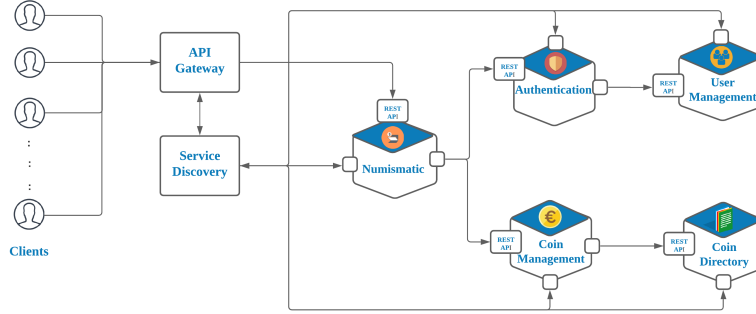 API
Gateway
Service
Discovery
Clients
REST
API
Numismatic
REST
API
Authentication
REST
API
User
Management
REST
API
Coin
Management
REST
API
Coin
Directory